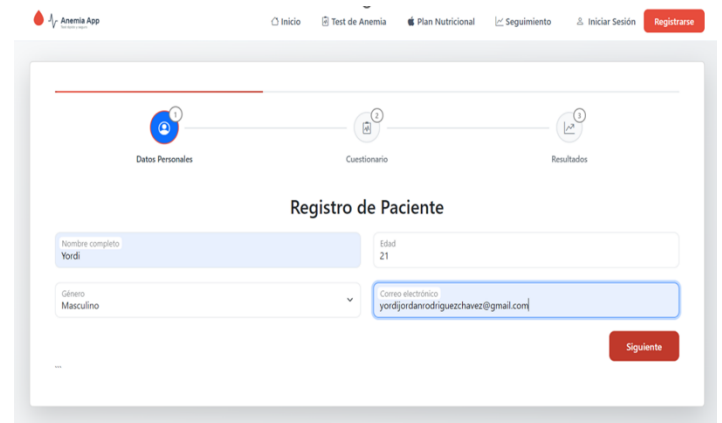 Anemia App
Inicio
Test de Anemia
Plan Nutricional
Seguimiento
Iniciar Sesión
Registrarse
1
2
3
Datos Personales
Cuestionario
Resultados
Registro de Paciente
Nombre completo
Yordi
Edad
21
Género
Masculino
Correo electrónico
yordijordanrodriguezchavez@gmail.com
Siguiente
...